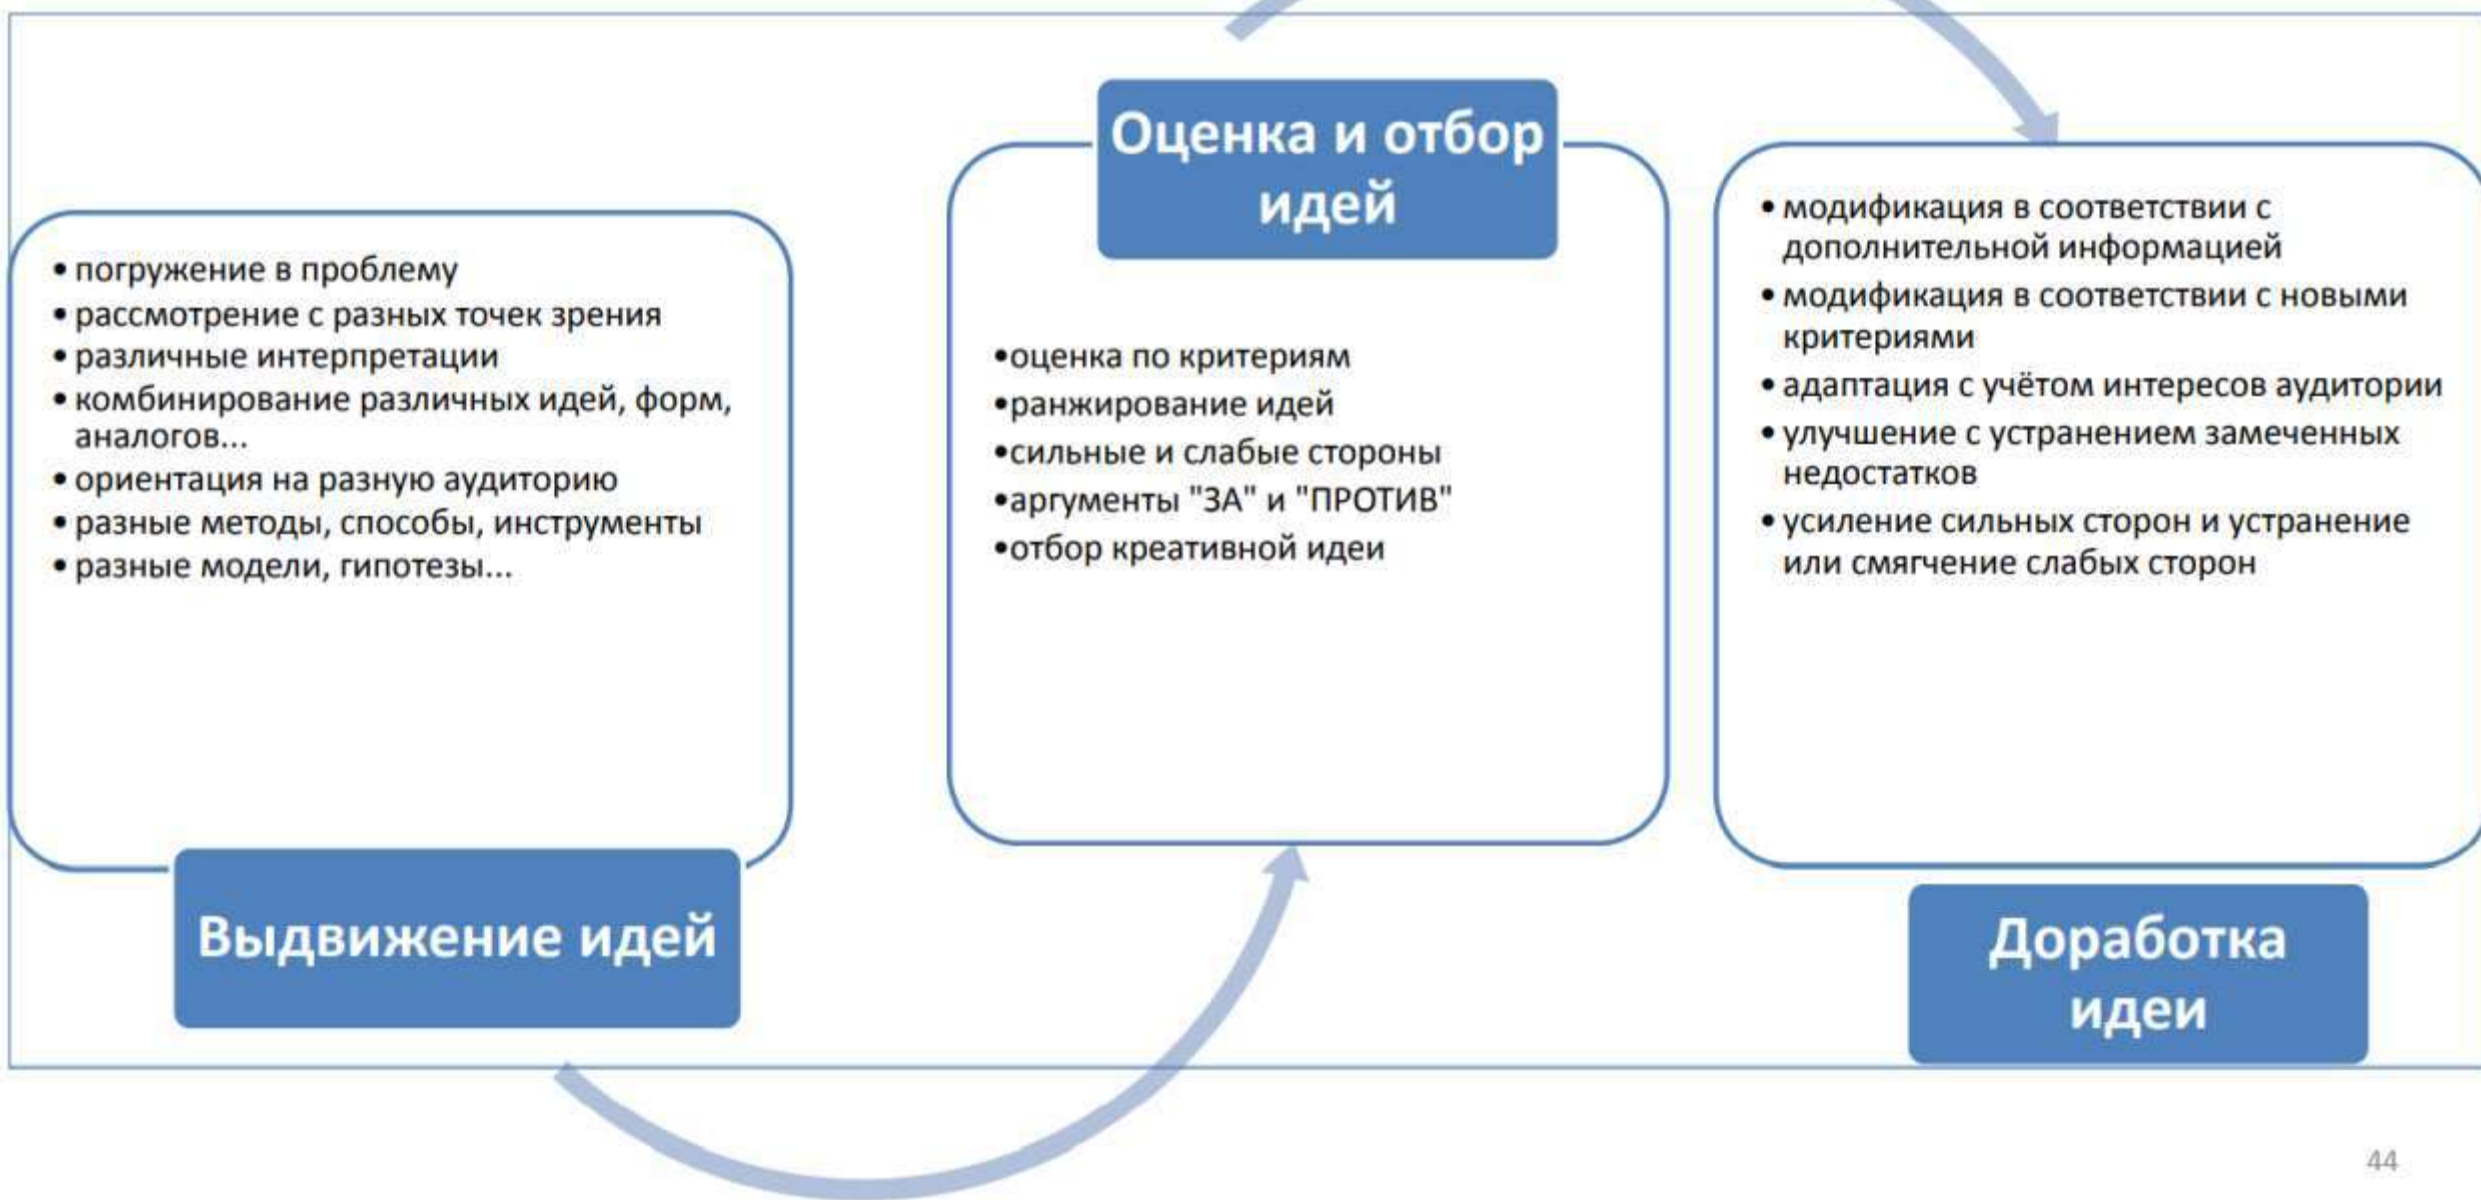 • погружение в проблему
• рассмотрение с разных точек зрения
• различные интерпретации
• комбинирование различных идей, форм,
аналогов...
• ориентация на разную аудиторию
• разные методы, способы, инструменты
• разные модели, гипотезы...
Выдвижение идей
Оценка и отбор
идей
•оценка по критериям
•ранжирование идей
•сильные и слабые стороны
•аргументы "ЗА" и "ПРОТИВ"
•отбор креативной идеи
• модификация в соответствии с
дополнительной информацией
• модификация в соответствии с новыми
критериями
• адаптация с учётом интересов аудитории
• улучшение с устранением замеченных
недостатков
• усиление сильных сторон и устранение
или смягчение слабых сторон
Доработка
идеи
44